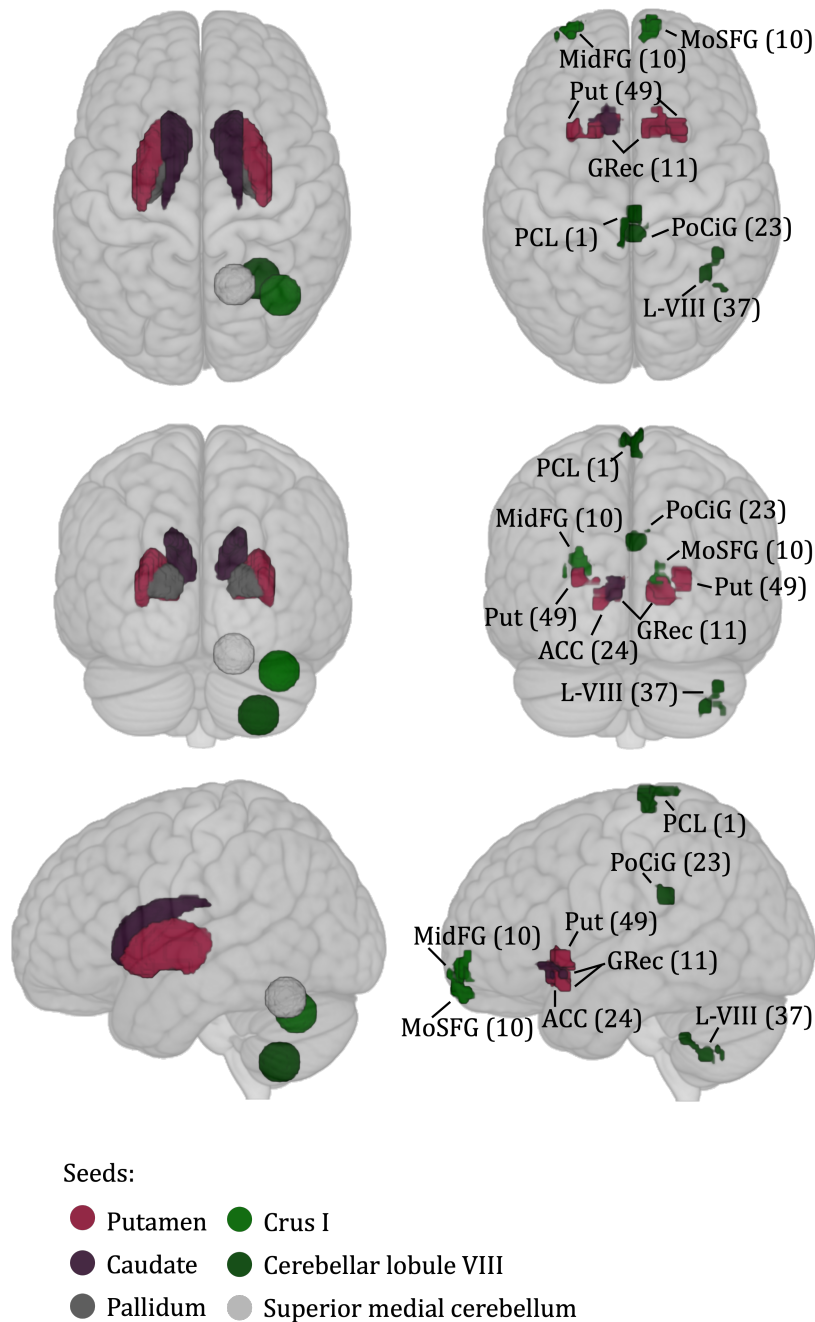 MoSFG (10)
MidFG (10)
Put (49)
GRec (11)
PCL (1)
PoCiG (23)
L-VIII (37)
PCL (1)
MidFG (10)
PoCiG (23)
MoSFG (10)
Put (49)
Put (49)
GRec (11)
ACC (24)
L-VIII (37)
PCL (1)
PoCiG (23)
Put (49)
MidFG (10)
GRec (11)
MoSFG (10)
ACC (24)
L-VIII (37)
Seeds:
Putamen
Crus I
Caudate
Cerebellar lobule VIII
Pallidum
Superior medial cerebellum